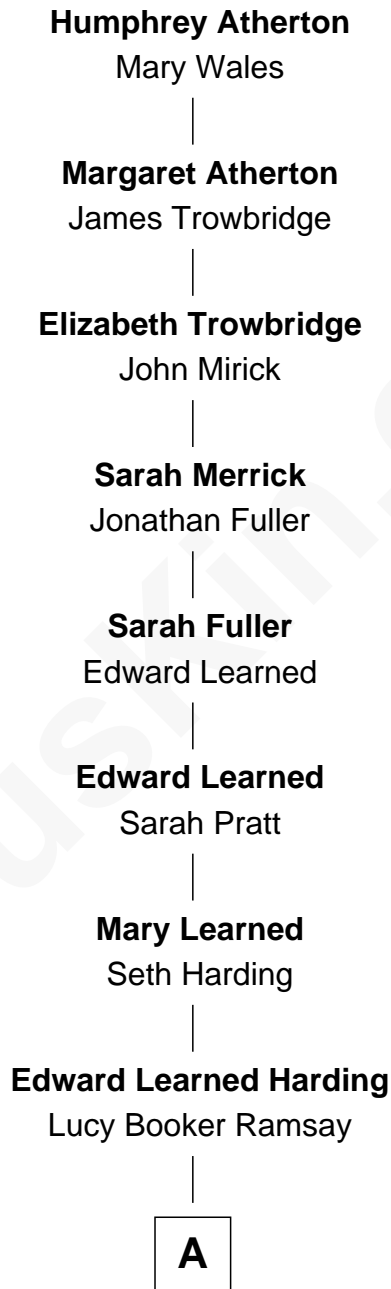 Humphrey Atherton
Mary Wales
Margaret Atherton
James Trowbridge
Elizabeth Trowbridge
John Mirick
Sarah Merrick
Jonathan Fuller
Sarah Fuller
Edward Learned
Edward Learned
Sarah Pratt
Mary Learned
Seth Harding
Edward Learned Harding
Lucy Booker Ramsay
A